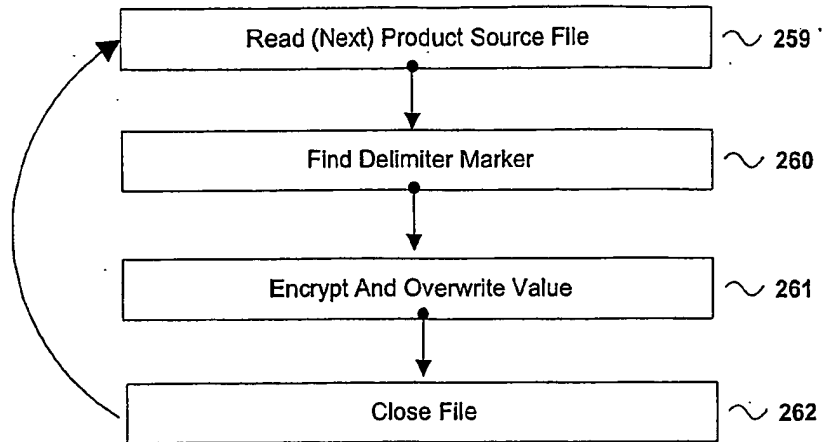 Read (Next) Product Source File 259
Find Delimiter Marker 260
Encrypt And Overwrite Value 261
Close File 262